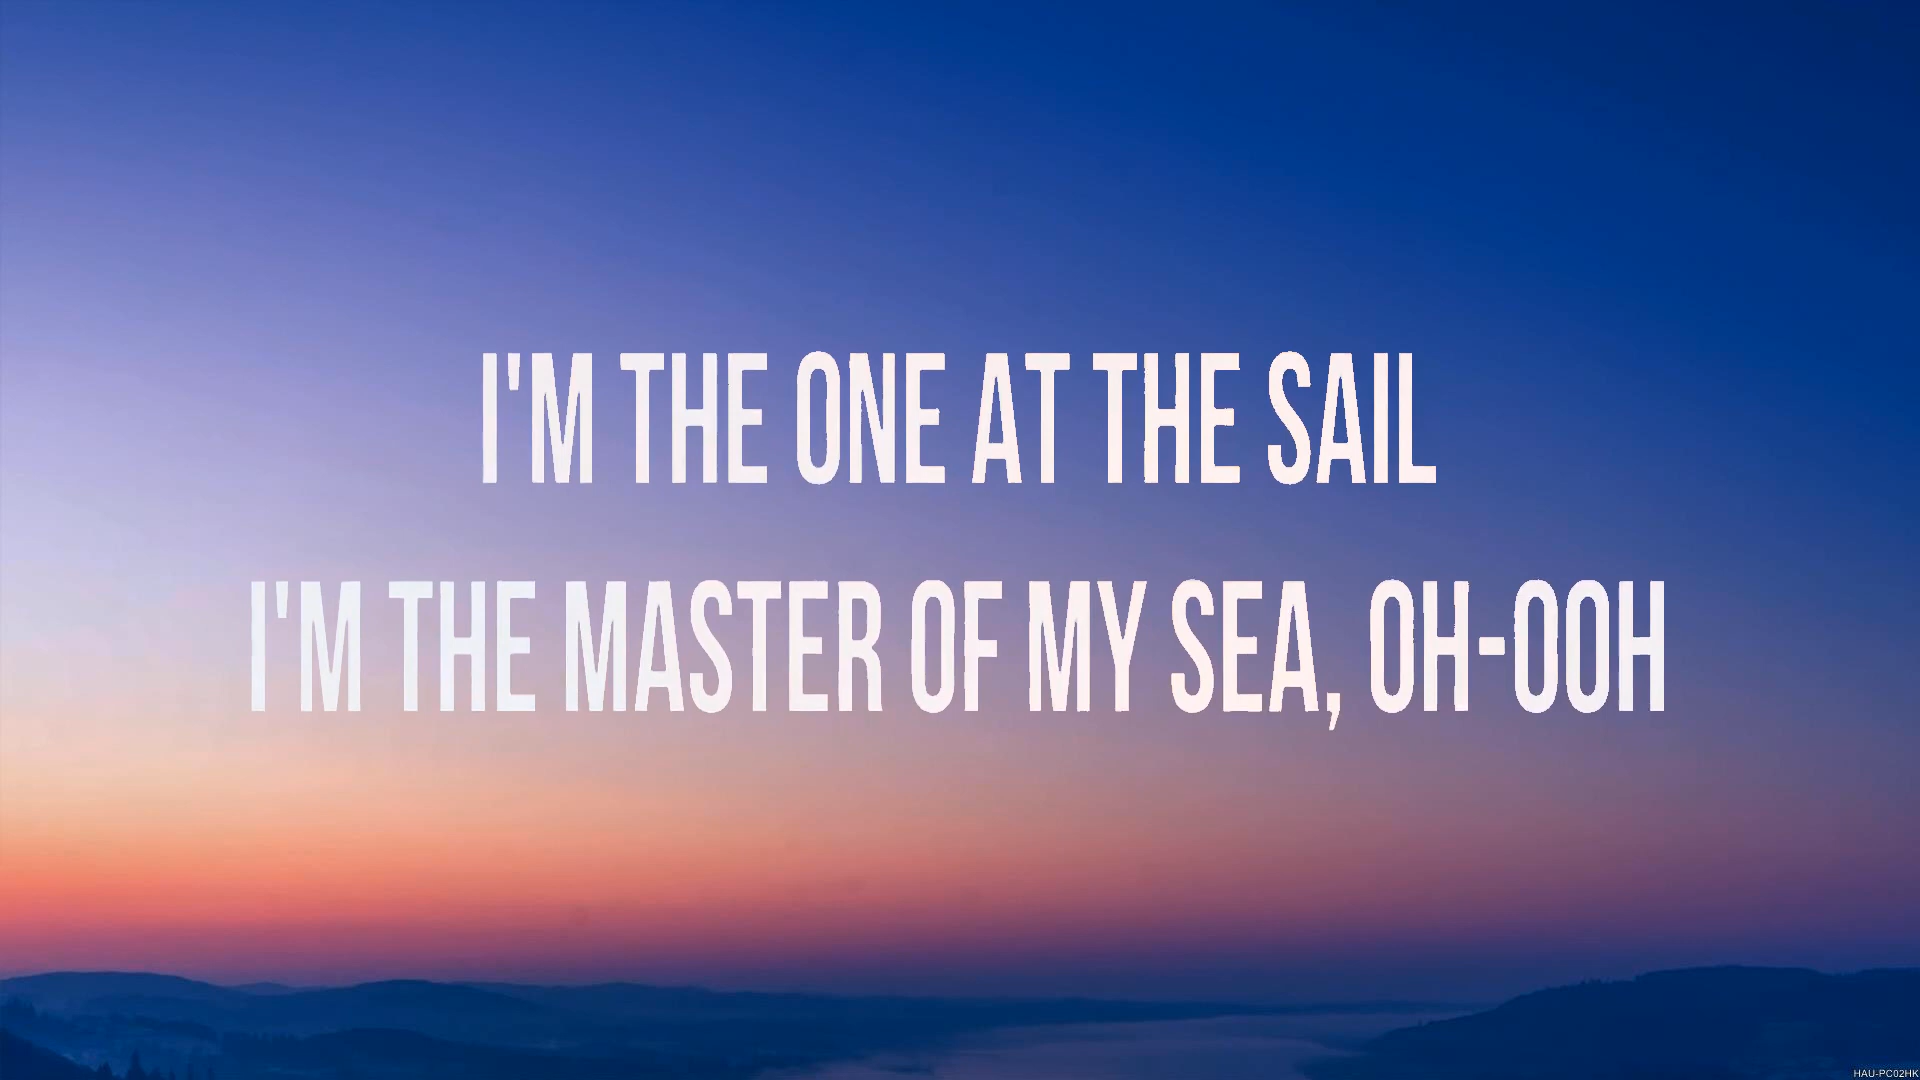 I'M THE ONE AT THE SAIL
I'M THE MASTER OF MY SEA, OH-OOH
HAU-PC02HK